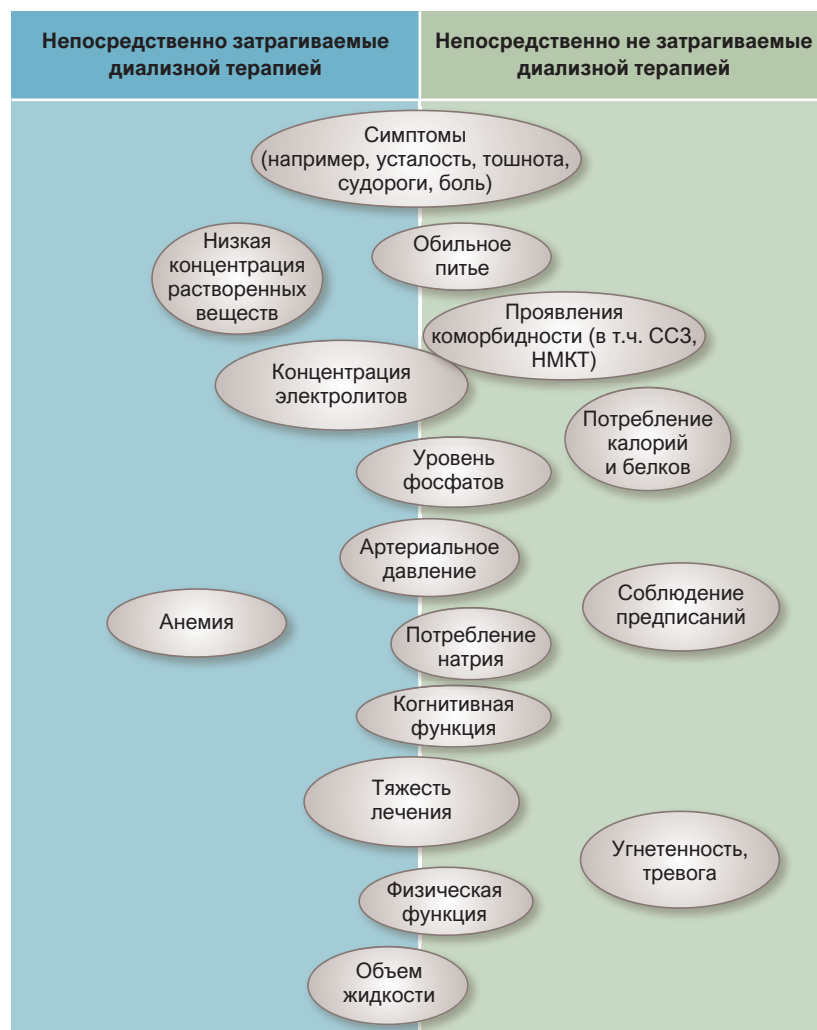 Непосредственно затрагиваемые
диализной терапией
Непосредственно не затрагиваемые
диализной терапией
Симптомы
(например, усталость, тошнота,
судороги, боль)
Низкая
концентрация
растворенных
веществ
Обильное
питье
Проявления
коморбидности (в т.ч. ССЗ,
НМКТ)
Концентрация
электролитов
Потребление
калорий
и белков
Уровень
фосфатов
Артериальное
давление
Анемия
Соблюдение
предписаний
Потребление
натрия
Когнитивная
функция
Тяжесть
лечения
Угнетенность,
тревога
Физическая
функция
Объем
жидкости